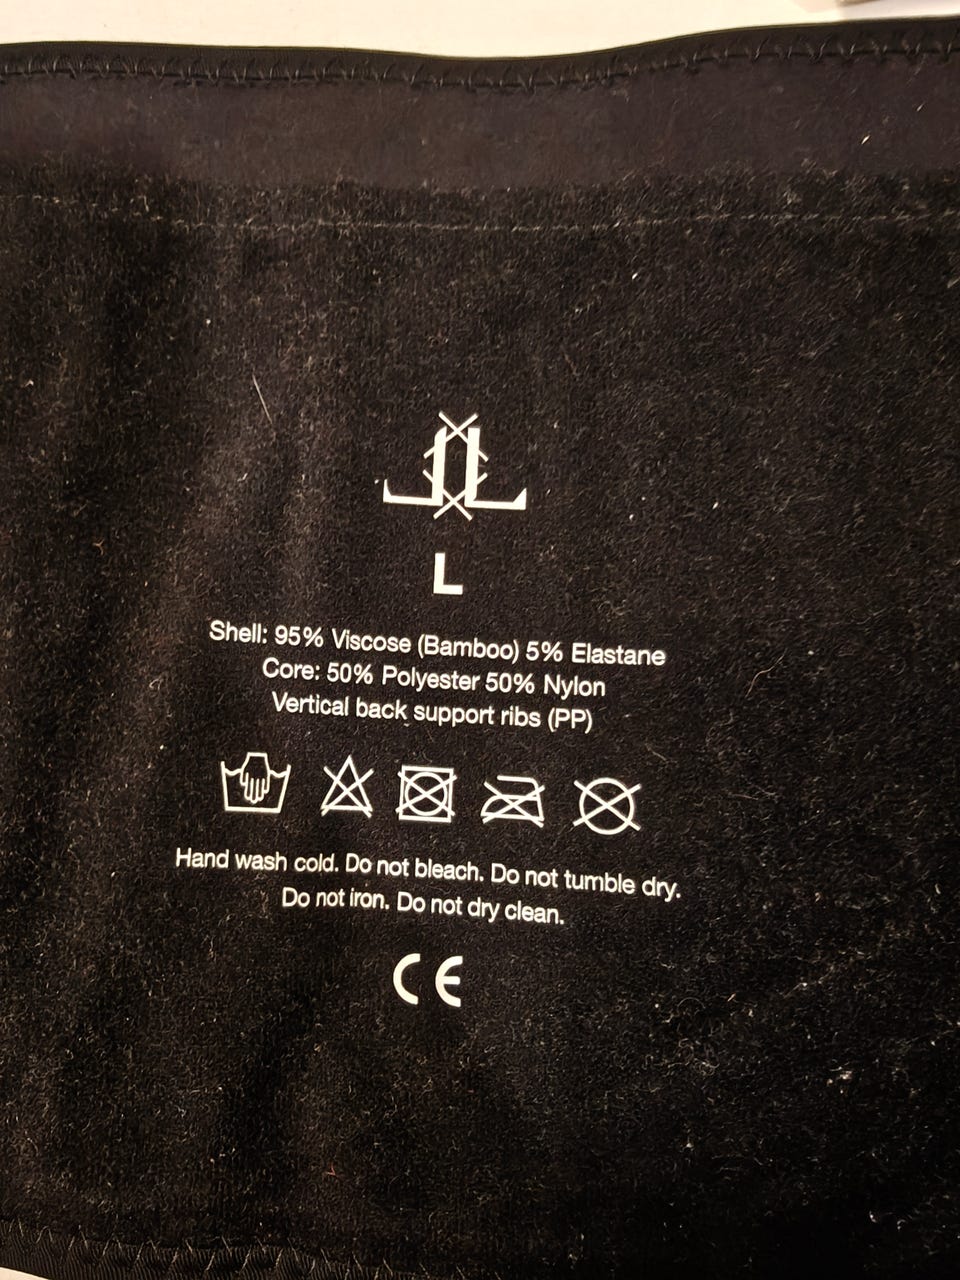 L
Shell: 95% Viscose (Bamboo) 5% Elastane
Core: 50% Polyester 50% Nylon
Vertical back support ribs (PP)
Hand wash cold. Do not bleach. Do not tumble dry.
Do not iron. Do not dry clean.
CE